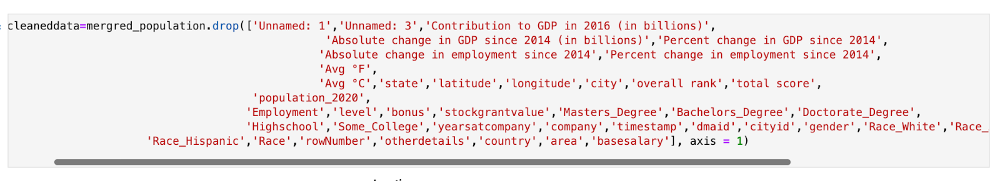 cleaneddata=mergred_population.drop(['Unnamed: 1','Unnamed: 3','Contribution to GDP in 2016 (in billions)',
'Absolute change in GDP since 2014 (in billions)','Percent change in GDP since 2014',
'Absolute change in employment since 2014','Percent change in employment since 2014',
'Avg °F',
'Avg °C','state','latitude','longitude','city','overall rank','total score',
'population_2020',
'Employment','level','bonus','stockgrantvalue','Masters_Degree','Bachelors_Degree','Doctorate_Degree',
'Highschool','Some_College','yearsatcompany','company','timestamp','dmaid','cityid','gender','Race_White','Race_
'Race_Hispanic','Race','rowNumber','otherdetails','country','area','basesalary'], axis = 1)